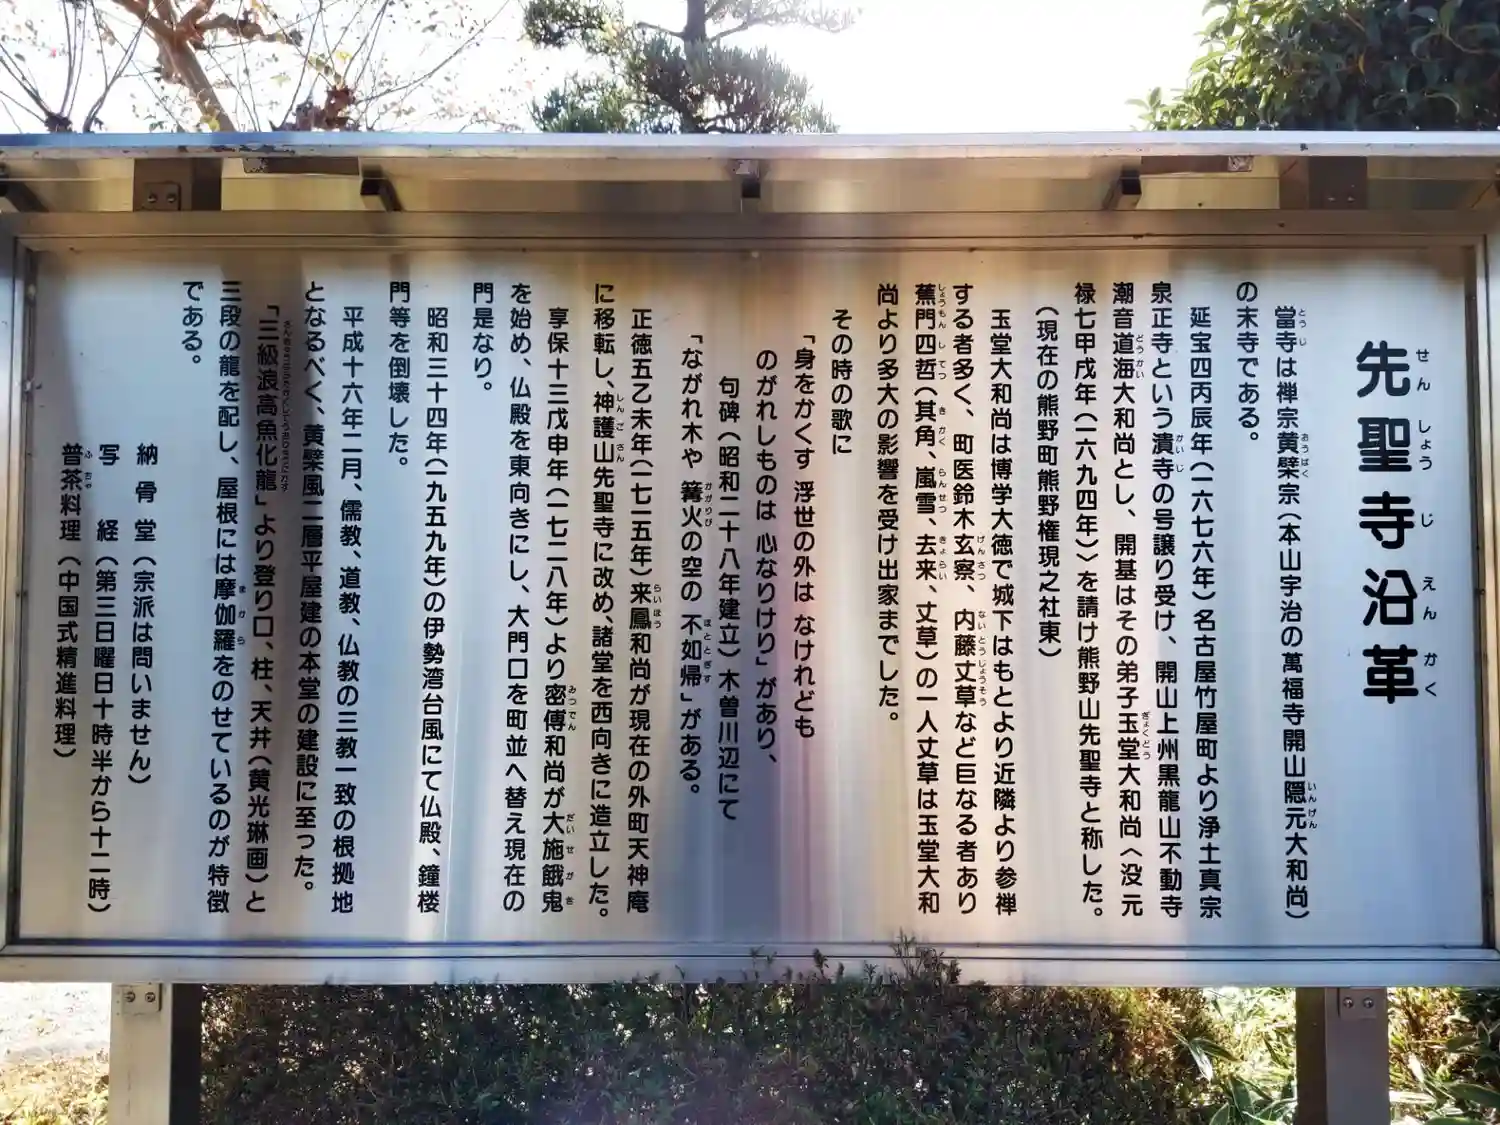 先聖寺沿革
當寺は禅宗黄檗宗（本山宇治の萬福寺開山隠元大和尚）
の末寺である。
延宝四丙辰年（一六七六年）名古屋竹屋町より浄土真宗
泉正寺という潰寺の号譲り受け、開山上州黒龍山不動寺
潮音道海大和尚とし、開基はその弟子玉堂大和尚〈没元
禄七甲戌年（一六九四年）〉を請け熊野山先聖寺と称した。
（現在の熊野町熊野権現之社東）
玉堂大和尚は博学大徳で城下はもとより近隣より参禅
する者多く、町医鈴木玄察、内藤丈草など巨なる者あり
蕉門四哲（其角、嵐雪、去来、丈草）の一人丈草は玉堂大和
尚より多大の影響を受け出家までした。
その時の歌に
「身をかくす 浮世の外は なけれども
のがれしものは 心なりけり」があり、
句碑（昭和二十八年建立）木曽川辺にて
「ながれ木や 篝火の空の 不如帰」がある。
正徳五乙未年（一七一五年）来鳳和尚が現在の外町天神庵
に移転し、神護山先聖寺に改め、諸堂を西向きに造立した。
享保十三戊申年（一七二八年）より密傳和尚が大施餓鬼
を始め、仏殿を東向きにし、大門口を町並へ替え現在の
門是なり。
昭和三十四年（一九五九年）の伊勢湾台風にて仏殿、鐘楼
門等を倒壊した。
平成十六年二月、儒教、道教、仏教の三教一致の根拠地
となるべく、黄檗風二層平屋建の本堂の建設に至った。
「三級浪高魚化龍」より登り口、柱、天井（黄光琳画）と
三段の龍を配し、屋根には摩伽羅をのせているのが特徴
である。
納骨堂（宗派は問いません）
写経（第三日曜日十時半から十二時）
普茶料理（中国式精進料理）